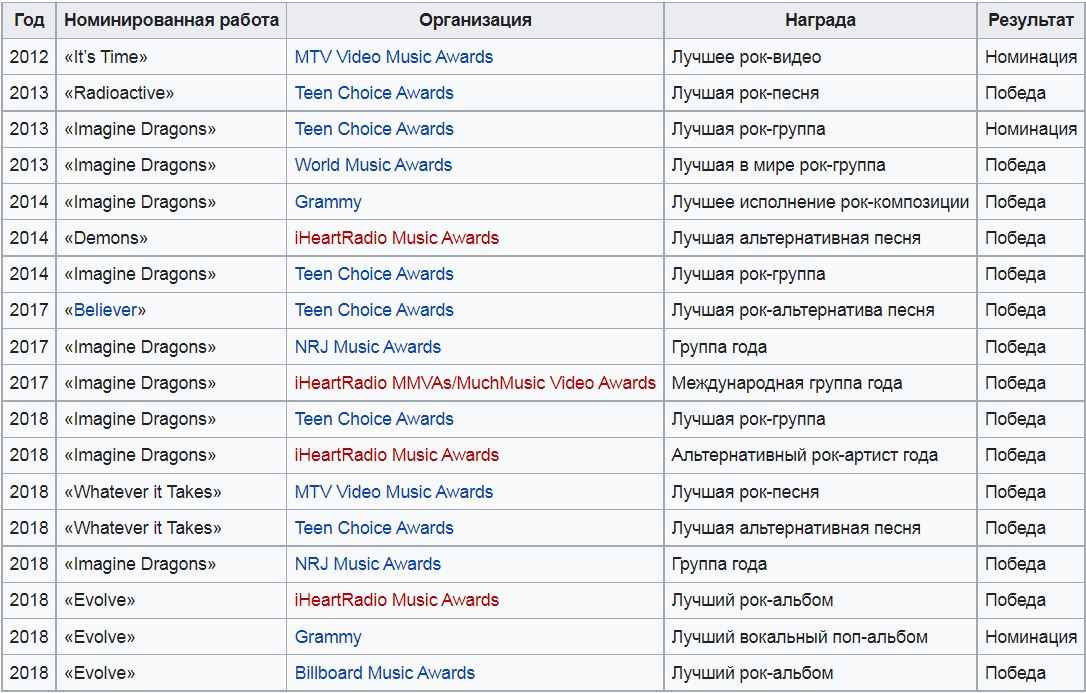 Год Номинированная работа Организация Награда Результат
2012 «It's Time» MTV Video Music Awards Лучшее рок-видео Номинация
2013 «Radioactive» Teen Choice Awards Лучшая рок-песня Победа
2013 «Imagine Dragons» Teen Choice Awards Лучшая рок-группа Номинация
2013 «Imagine Dragons» World Music Awards Лучшая в мире рок-группа Победа
2014 «Imagine Dragons» Grammy Лучшее исполнение рок-композиции Победа
2014 «Demons» iHeartRadio Music Awards Лучшая альтернативная песня Победа
2014 «Imagine Dragons» Teen Choice Awards Лучшая рок-группа Победа
2017 «Believer» Teen Choice Awards Лучшая рок-альтернатива песня Победа
2017 «Imagine Dragons» NRJ Music Awards Группа года Победа
2017 «Imagine Dragons» iHeartRadio MMVAs/MuchMusic Video Awards Международная группа года Победа
2018 «Imagine Dragons» Teen Choice Awards Лучшая рок-группа Победа
2018 «Imagine Dragons» iHeartRadio Music Awards Альтернативный рок-артист года Победа
2018 «Whatever it Takes» MTV Video Music Awards Лучшая рок-песня Победа
2018 «Whatever it Takes» Teen Choice Awards Лучшая альтернативная песня Победа
2018 «Imagine Dragons» NRJ Music Awards Группа года Победа
2018 «Evolve» iHeartRadio Music Awards Лучший рок-альбом Победа
2018 «Evolve» Grammy Лучший вокальный поп-альбом Номинация
2018 «Evolve» Billboard Music Awards Лучший рок-альбом Победа